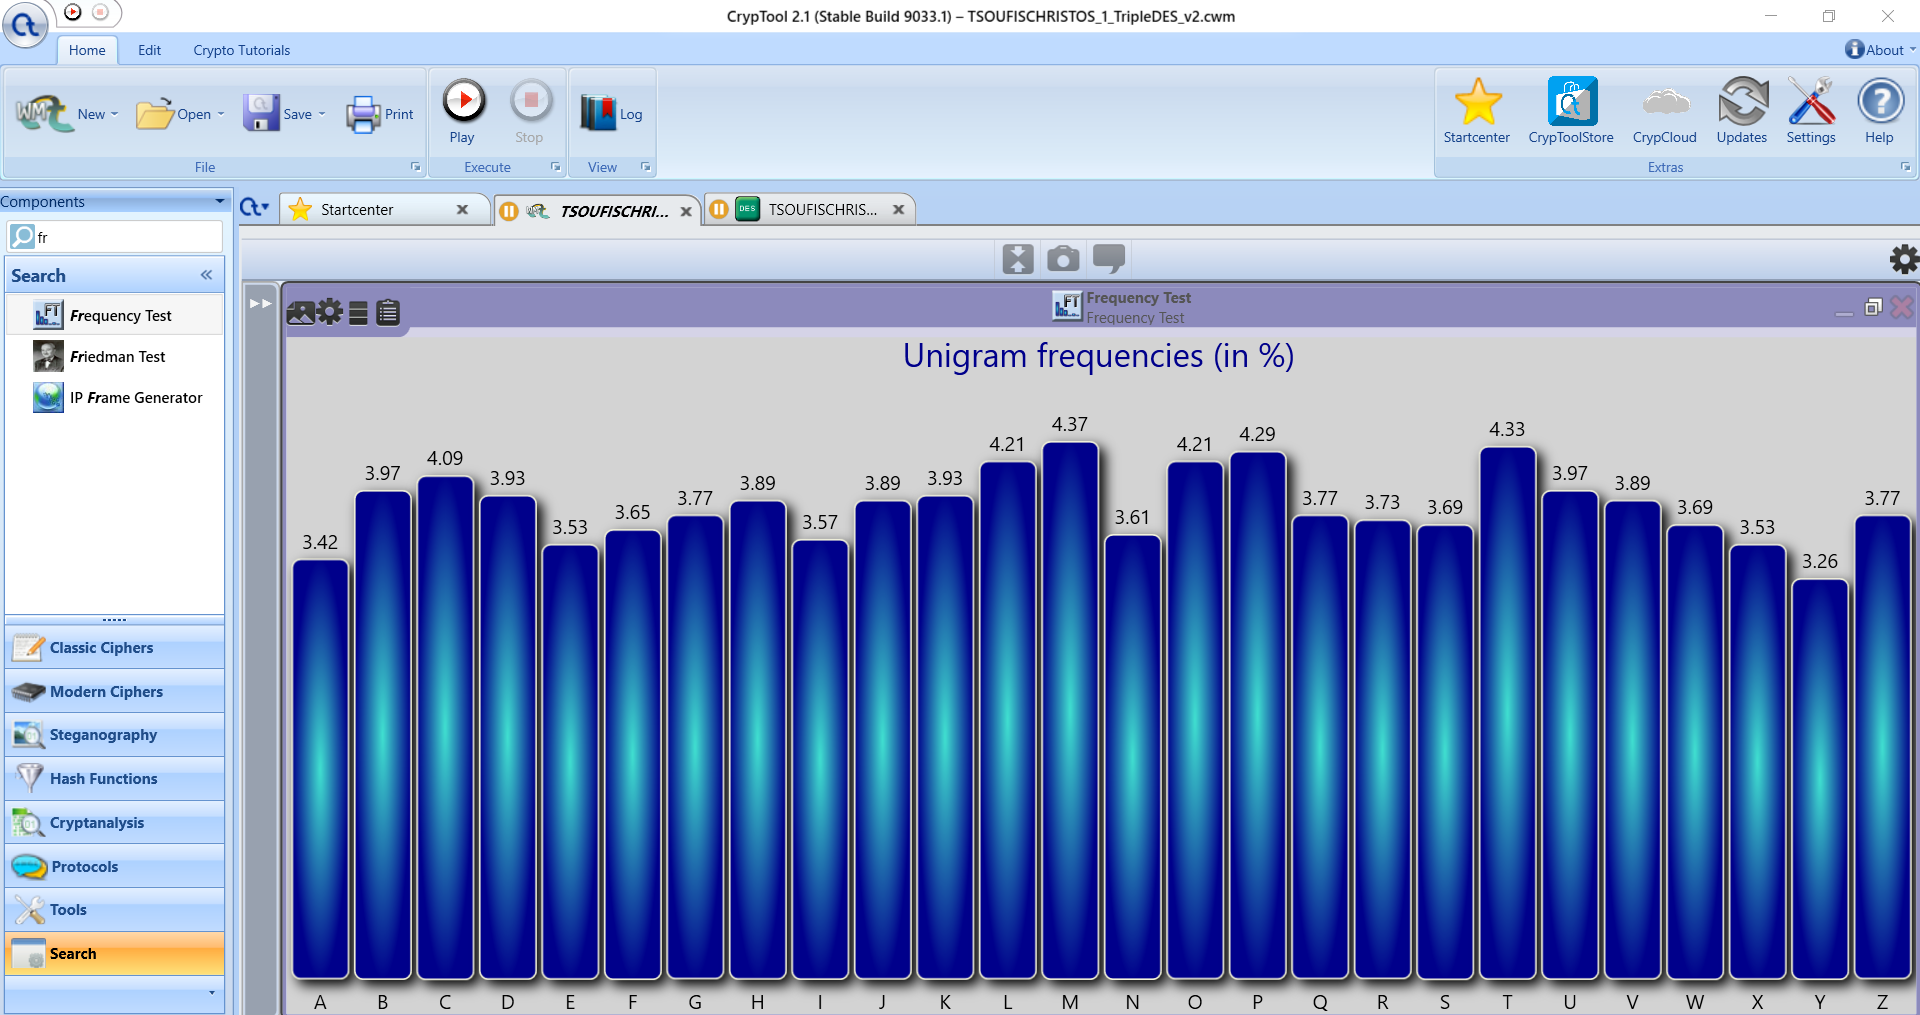 CrypTool 2.1 (Stable Build 9033.1) – TSOUFISCHRISTOS_1_TripleDES_v2.cwm
Home Edit Crypto Tutorials About
New Open Save Print
Play Stop
Log
Startcenter CrypToolStore CrypCloud Updates Settings Help
File Execute View Extras
Components
Startcenter TSOUFISCHRI... TSOUFISCHRIS...
fr
Search
Frequency Test
Friedman Test
IP Frame Generator
Classic Ciphers
Modern Ciphers
Steganography
Hash Functions
Cryptanalysis
Protocols
Tools
Search
Frequency Test
Frequency Test
Unigram frequencies (in %)
3.42 3.97 4.09 3.93 3.53 3.65 3.77 3.89 3.57 3.89 3.93 4.21 4.37 3.61 4.21 4.29 3.77 3.73 3.69 4.33 3.97 3.89 3.69 3.53 3.26 3.77
A B C D E F G H I J K L M N O P Q R S T U V W X Y Z